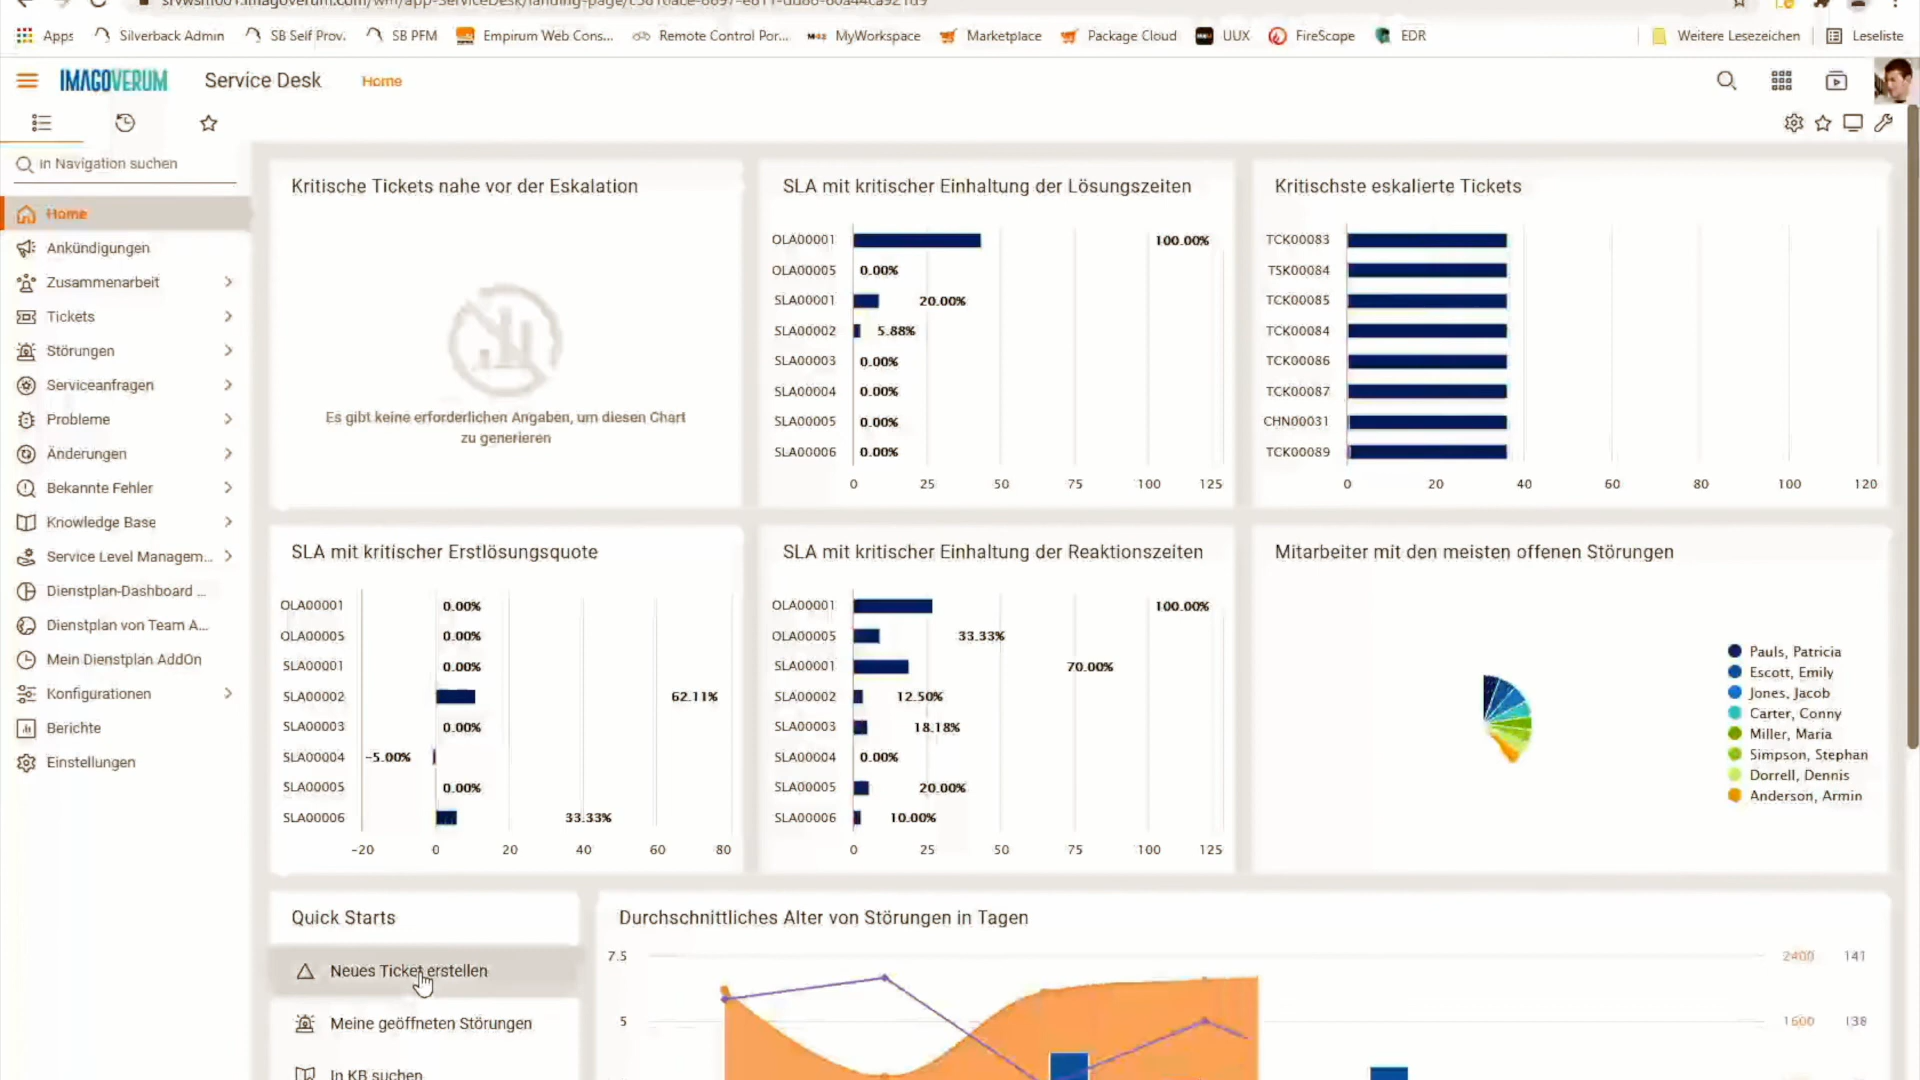 Apps
Silverback Admin
SB Self Prov.
SB PFM
Empirum Web Cons...
Remote Control Por...
MyWorkspace
Marketplace
Package Cloud
UUX
FireScope
EDR
Weitere Lesezeichen
Leseliste
IMAGOVERUM
Service Desk
Home
In Navigation suchen
Home
Ankündigungen
Zusammenarbeit
Tickets
Störungen
Serviceanfragen
Probleme
Änderungen
Bekannte Fehler
Knowledge Base
Service Level Managem...
Dienstplan-Dashboard ...
Dienstplan von Team A...
Mein Dienstplan AddOn
Konfigurationen
Berichte
Einstellungen
Kritische Tickets nahe vor der Eskalation
Es gibt keine erforderlichen Angaben, um diesen Chart
zu generieren
SLA mit kritischer Einhaltung der Lösungszeiten
OLA00001 100.00%
OLA00005 0.00%
SLA00001 20.00%
SLA00002 5.88%
SLA00003 0.00%
SLA00004 0.00%
SLA00005 0.00%
SLA00006 0.00%
0 25 50 75 100 125
Kritischste eskalierte Tickets
TCK00083
TSK00084
TCK00085
TCK00084
TCK00086
TCK00087
CHN00031
TCK00089
0 20 40 60 80 100 120
SLA mit kritischer Erstlösungsquote
OLA00001 0.00%
OLA00005 0.00%
SLA00001 0.00%
SLA00002 62.11%
SLA00003 0.00%
SLA00004 -5.00%
SLA00005 0.00%
SLA00006 33.33%
-20 0 20 40 60 80
SLA mit kritischer Einhaltung der Reaktionszeiten
OLA00001 100.00%
OLA00005 33.33%
SLA00001 70.00%
SLA00002 12.50%
SLA00003 18.18%
SLA00004 0.00%
SLA00005 20.00%
SLA00006 10.00%
0 25 50 75 100 125
Mitarbeiter mit den meisten offenen Störungen
Pauls, Patricia
Escott, Emily
Jones, Jacob
Carter, Conny
Miller, Maria
Simpson, Stephan
Dorrell, Dennis
Anderson, Armin
Quick Starts
Neues Ticket erstellen
Meine geöffneten Störungen
In KB suchen
Durchschnittliches Alter von Störungen in Tagen
7.5 2400 141
5 1600 138